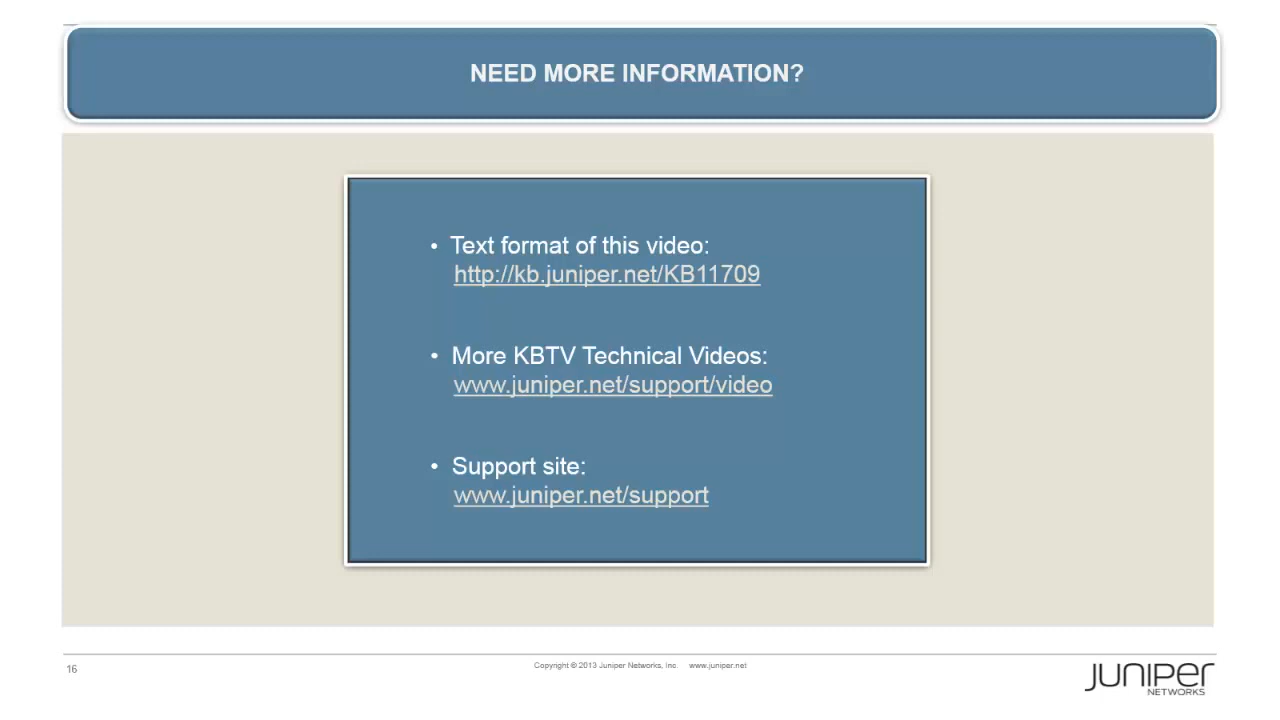 NEED MORE INFORMATION?
• Text format of this video:
http://kb.juniper.net/KB11709
• More KBTV Technical Videos:
www.juniper.net/support/video
• Support site:
www.juniper.net/support
16
Copyright © 2013 Juniper Networks, Inc. www.juniper.net
JUNIPEr
NETWORKS